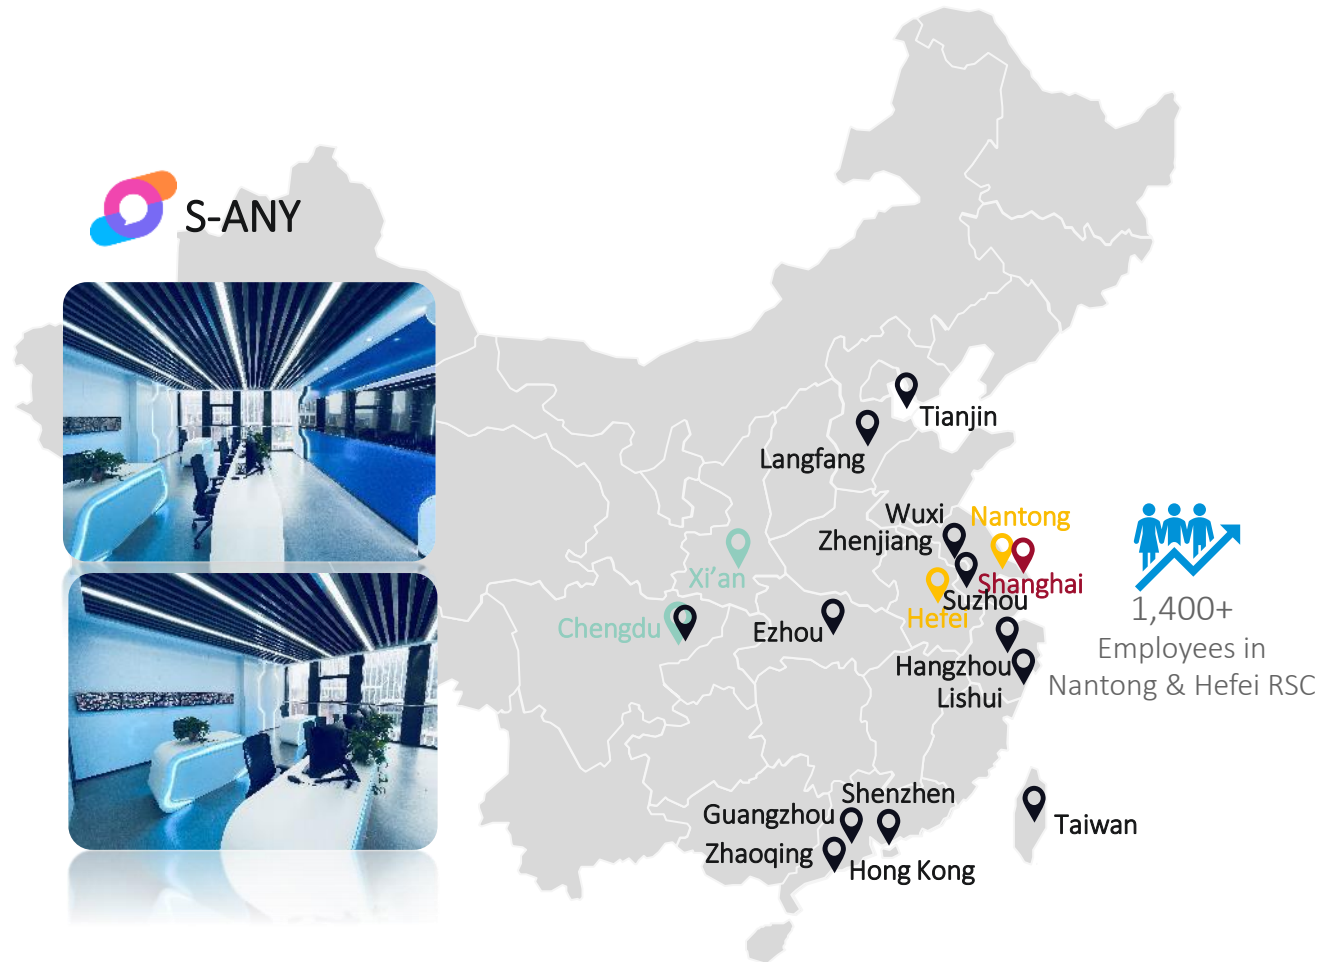 S-ANY
Tianjin
Langfang
Wuxi
Nantong
Zhenjiang
Xi'an
Shanghai
Suzhou
Hefei
Chengdu
Ezhou
Hangzhou
Lishui
1,400+
Employees in
Nantong & Hefei RSC
Shenzhen
Guangzhou
Zhaoqing
Hong Kong
Taiwan